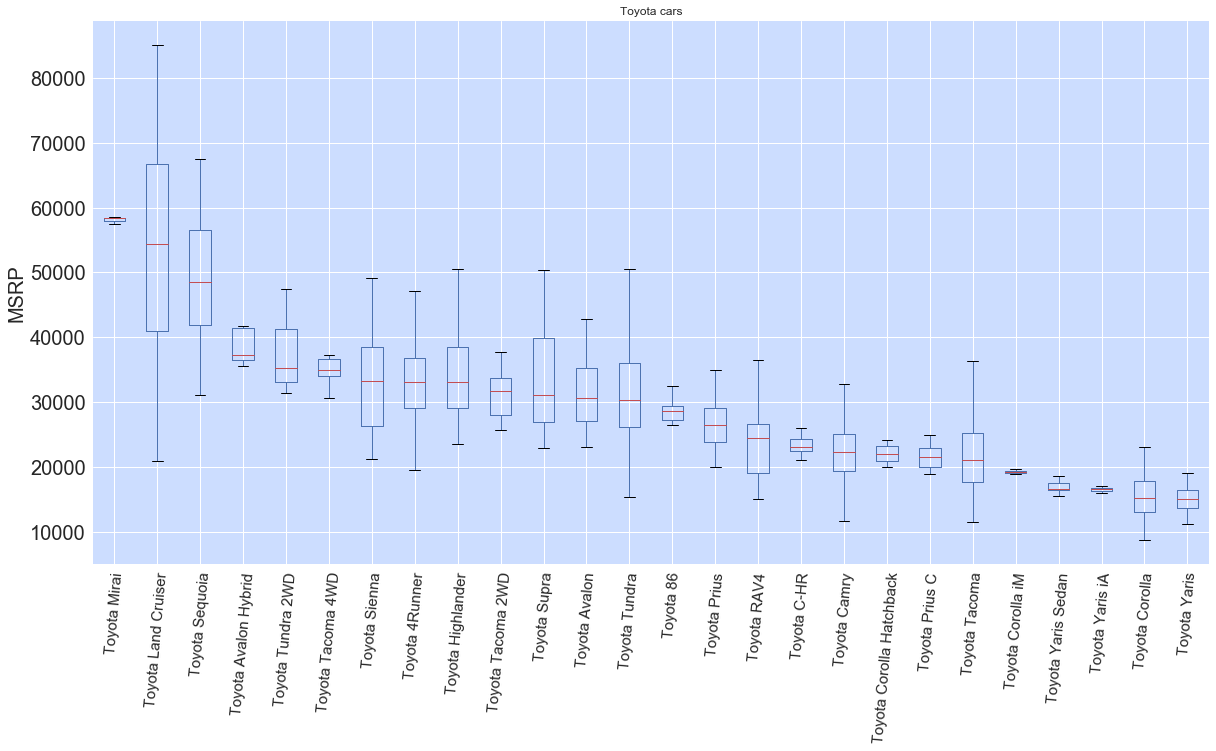 Toyota cars
MSRP
80000
70000
60000
50000
40000
30000
20000
10000
Toyota Mirai
Toyota Land Cruiser
Toyota Sequoia
Toyota Avalon Hybrid
Toyota Tundra 2WD
Toyota Tacoma 4WD
Toyota Sienna
Toyota 4Runner
Toyota Highlander
Toyota Tacoma 2WD
Toyota Supra
Toyota Avalon
Toyota Tundra
Toyota 86
Toyota Prius
Toyota RAV4
Toyota C-HR
Toyota Camry
Toyota Corolla Hatchback
Toyota Prius C
Toyota Tacoma
Toyota Corolla iM
Toyota Yaris Sedan
Toyota Yaris iA
Toyota Corolla
Toyota Yaris